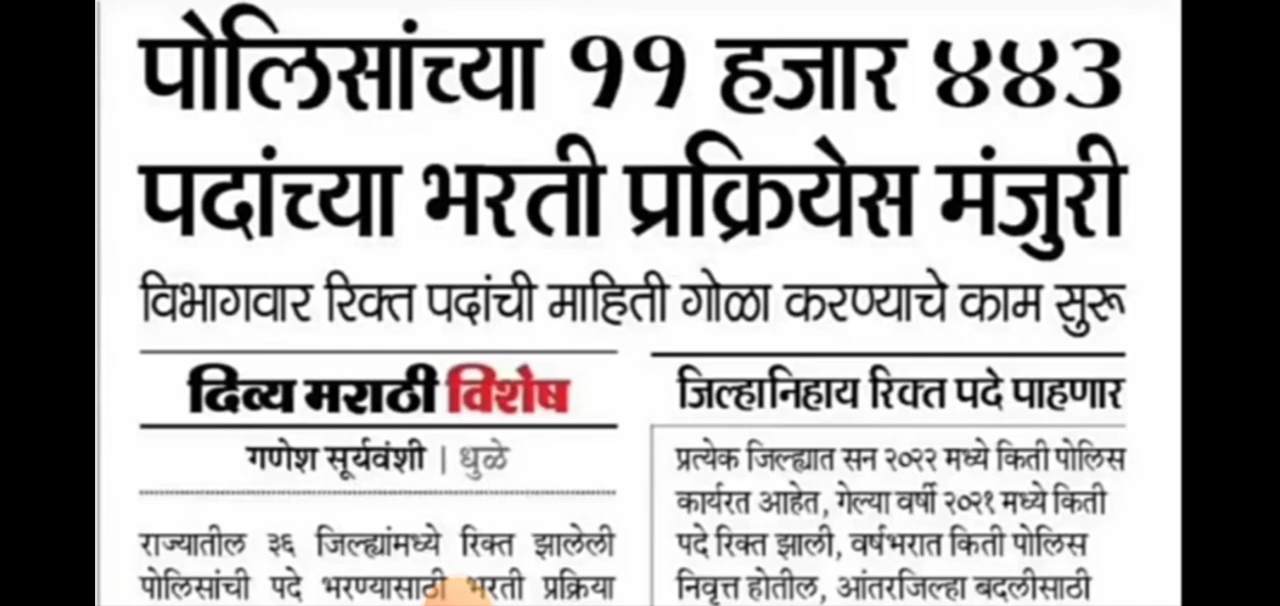 पोलिसांच्या ११ हजार ४४३
पदांच्या भरती प्रक्रियेस मंजुरी
विभागवार रिक्त पदांची माहिती गोळा करण्याचे काम सुरू
दिव्य मराठी विशेष
गणेश सूर्यवंशी | धुळे
राज्यातील ३६ जिल्ह्यांमध्ये रिक्त झालेली
पोलिसांची पदे भरण्यासाठी भरती प्रक्रिया
जिल्हानिहाय रिक्त पदे पाहणार
प्रत्येक जिल्ह्यात सन २०२२ मध्ये किती पोलिस
कार्यरत आहेत, गेल्या वर्षी २०२१ मध्ये किती
पदे रिक्त झाली, वर्षभरात किती पोलिस
निवृत्त होतील, आंतरजिल्हा बदलीसाठी